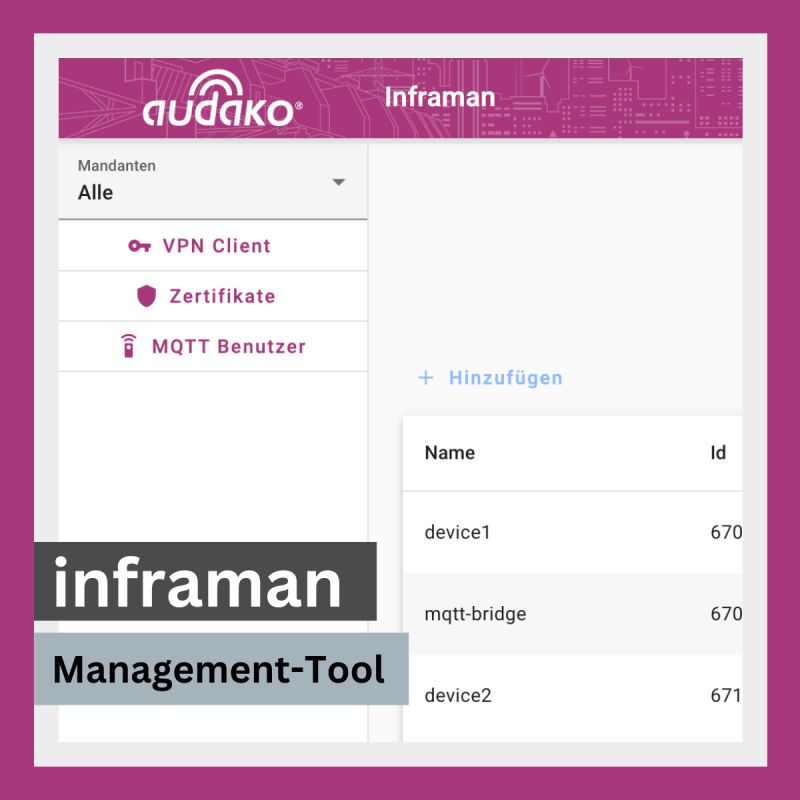 audako®
Inframan
Mandanten
Alle
VPN Client
Zertifikate
MQTT Benutzer
+ Hinzufügen
Name Id
device1 670
mqtt-bridge 670
device2 671
inframan
Management-Tool